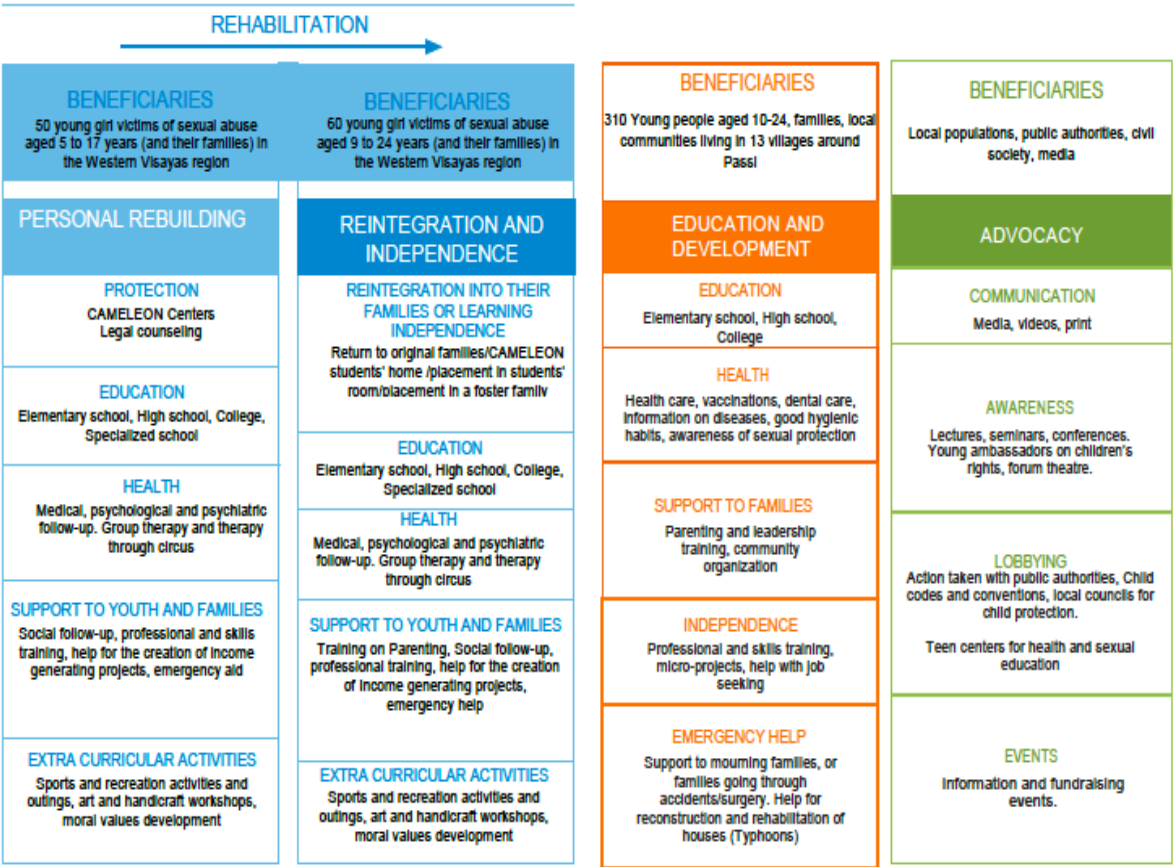 REHABILITATION
BENEFICIARIES
50 young girl victims of sexual abuse
aged 5 to 17 years (and their families) in
the Western Visayas region
PERSONAL REBUILDING
PROTECTION
CAMELEON Centers
Legal counseling
EDUCATION
Elementary school, High school, College,
Specialized school
HEALTH
Medical, psychological and psychiatric
follow-up. Group therapy and therapy
through circus
SUPPORT TO YOUTH AND FAMILIES
Social follow-up, professional and skills
training, help for the creation of income
generating projects, emergency aid
EXTRA CURRICULAR ACTIVITIES
Sports and recreation activities and
outings, art and handicraft workshops,
moral values development
BENEFICIARIES
60 young girl victims of sexual abuse
aged 9 to 24 years (and their families) in
the Western Visayas region
REINTEGRATION AND
INDEPENDENCE
REINTEGRATION INTO THEIR
FAMILIES OR LEARNING
INDEPENDENCE
Return to original families/CAMELEON
students' home /placement in students'
room/placement in a foster family
EDUCATION
Elementary school, High school, College,
Specialized school
HEALTH
Medical, psychological and psychiatric
follow-up. Group therapy and therapy
through circus
SUPPORT TO YOUTH AND FAMILIES
Training on Parenting, Social follow-up,
professional training, help for the creation
of income generating projects,
emergency help
EXTRA CURRICULAR ACTIVITIES
Sports and recreation activities and
outings, art and handicraft workshops,
moral values development
BENEFICIARIES
310 Young people aged 10-24, families, local
communities living in 13 villages around
Passi
EDUCATION AND
DEVELOPMENT
EDUCATION
Elementary school, High school,
College
HEALTH
Health care, vaccinations, dental care,
information on diseases, good hygienic
habits, awareness of sexual protection
SUPPORT TO FAMILIES
Parenting and leadership
training, community
organization
INDEPENDENCE
Professional and skills training,
micro-projects, help with job
seeking
EMERGENCY HELP
Support to mourning families, or
families going through
accidents/surgery. Help for
reconstruction and rehabilitation of
houses (Typhoons)
BENEFICIARIES
Local populations, public authorities, civil
society, media
ADVOCACY
COMMUNICATION
Media, videos, print
AWARENESS
Lectures, seminars, conferences.
Young ambassadors on children's
rights, forum theatre.
LOBBYING
Action taken with public authorities, Child
codes and conventions, local councils for
child protection.
Teen centers for health and sexual
education
EVENTS
Information and fundraising
events.